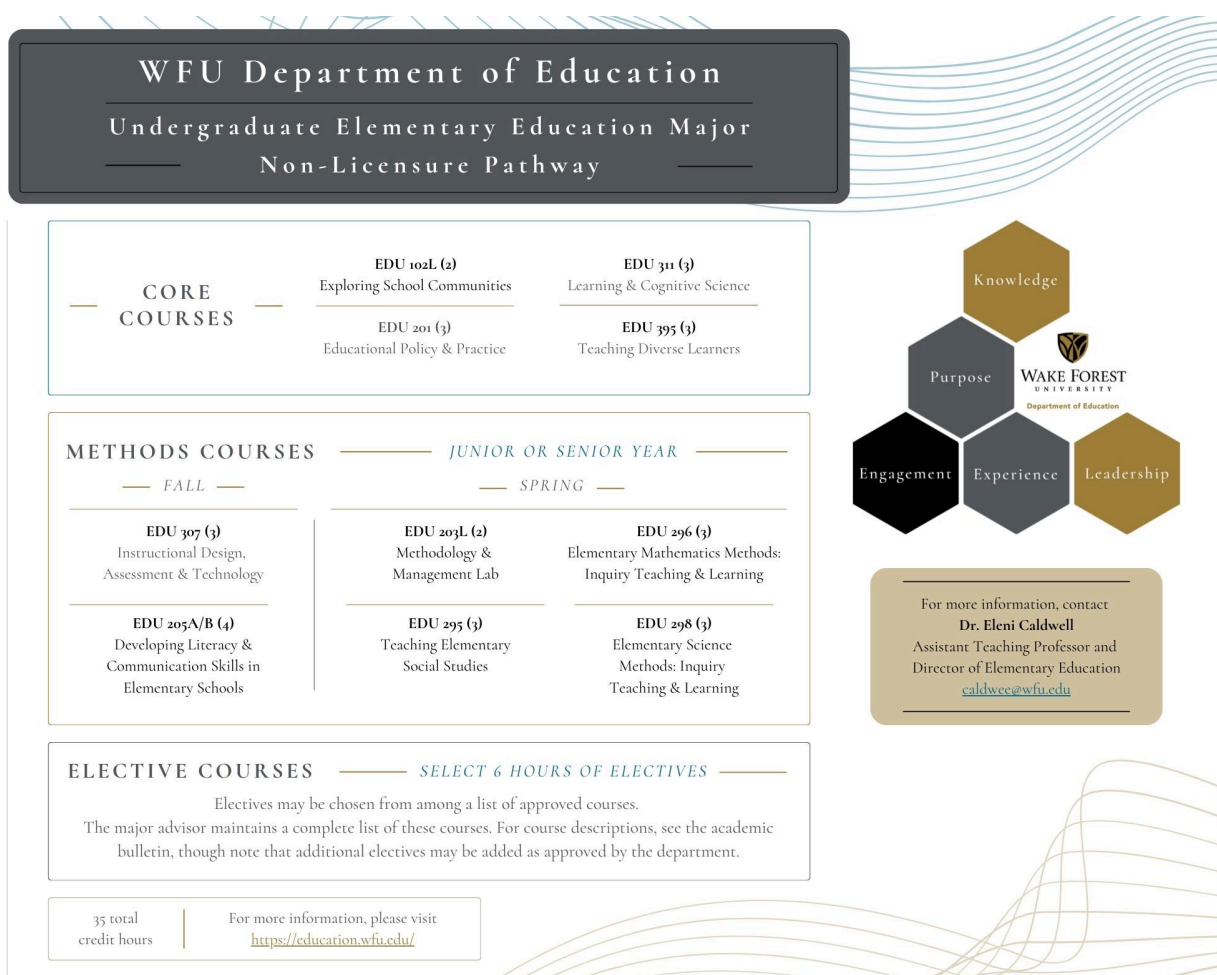 WFU Department of Education
Undergraduate Elementary Education Major
Non-Licensure Pathway
CORE
COURSES
EDU 102L (2)
Exploring School Communities
EDU 311 (3)
Learning & Cognitive Science
EDU 201 (3)
Educational Policy & Practice
EDU 395 (3)
Teaching Diverse Learners
METHODS COURSES
JUNIOR OR SENIOR YEAR
FALL
SPRING
EDU 307 (3)
Instructional Design,
Assessment & Technology
EDU 205A/B (4)
Developing Literacy &
Communication Skills in
Elementary Schools
EDU 203L (2)
Methodology &
Management Lab
EDU 296 (3)
Elementary Mathematics Methods:
Inquiry Teaching & Learning
EDU 295 (3)
Teaching Elementary
Social Studies
EDU 298 (3)
Elementary Science
Methods: Inquiry
Teaching & Learning
ELECTIVE COURSES
SELECT 6 HOURS OF ELECTIVES
Electives may be chosen from among a list of approved courses.
The major advisor maintains a complete list of these courses. For course descriptions, see the academic
bulletin, though note that additional electives may be added as approved by the department.
35 total
credit hours
For more information, please visit
https://education.wfu.edu/
Knowledge
Purpose
WAKE FOREST
UNIVERSITY
Department of Education
Engagement
Experience
Leadership
For more information, contact
Dr. Eleni Caldwell
Assistant Teaching Professor and
Director of Elementary Education
caldwee@wfu.edu